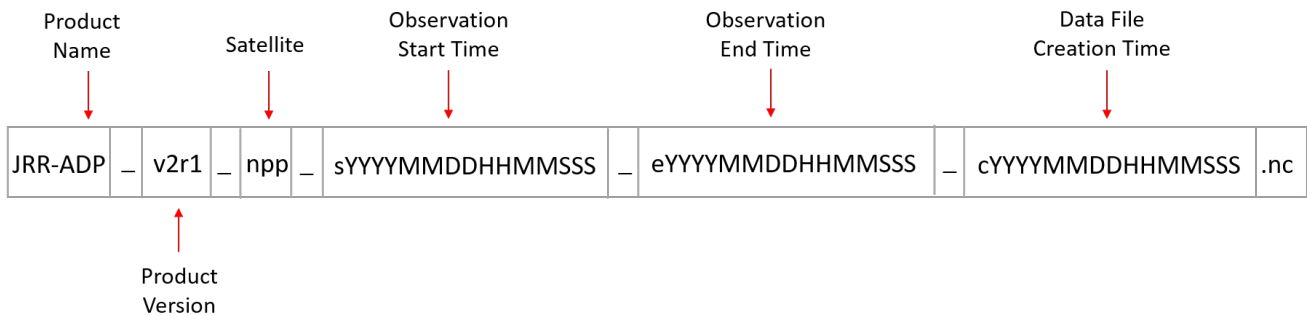 Product
Name
Satellite
Observation
Start Time
Observation
End Time
Data File
Creation Time
JRR-ADP _ v2r1 _ npp _ sYYYYMMDDHHMMSSS _ eYYYYMMDDHHMMSSS _ cYYYYMMDDHHMMSSS .nc
Product
Version